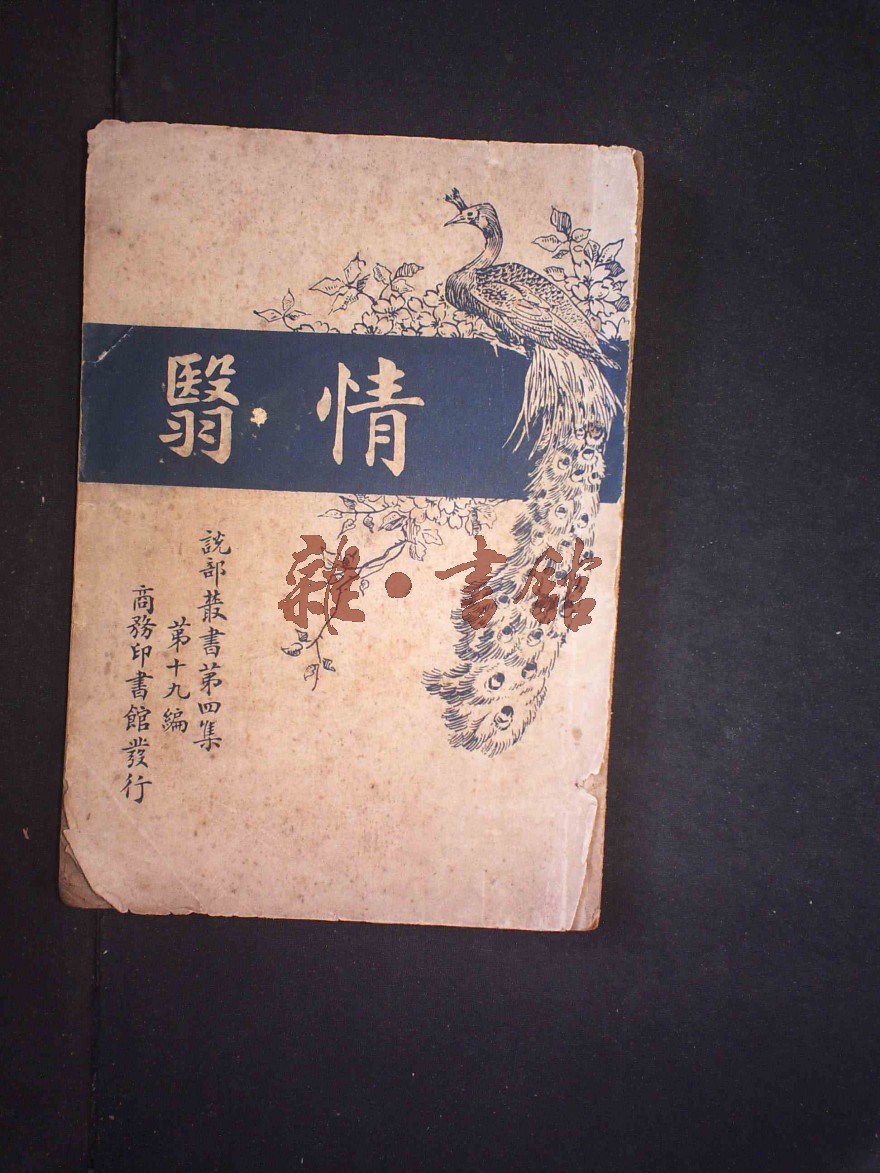 情翳
説部叢書第四集
第十九編
商務印書館發行
雜·書館